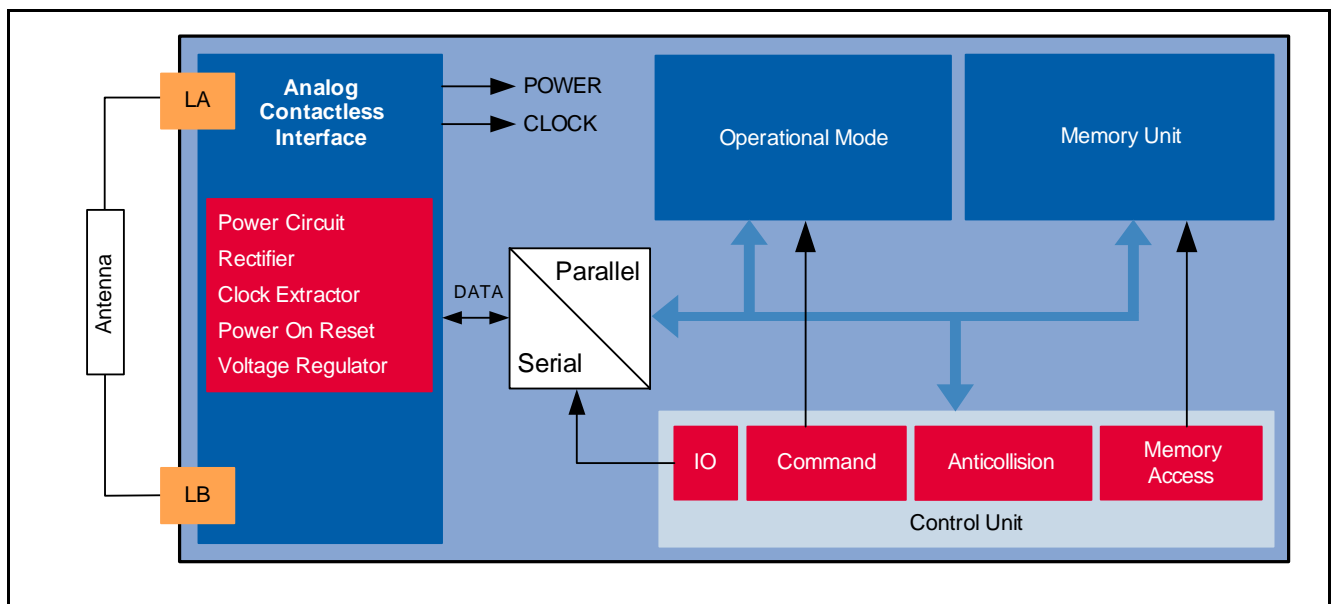 LA
Analog
Contactless
Interface
POWER
CLOCK
Operational Mode
Memory Unit
Power Circuit
Rectifier
Clock Extractor
Power On Reset
Voltage Regulator
Antenna
DATA
Parallel
Serial
LB
IO
Command
Anticollision
Memory
Access
Control Unit